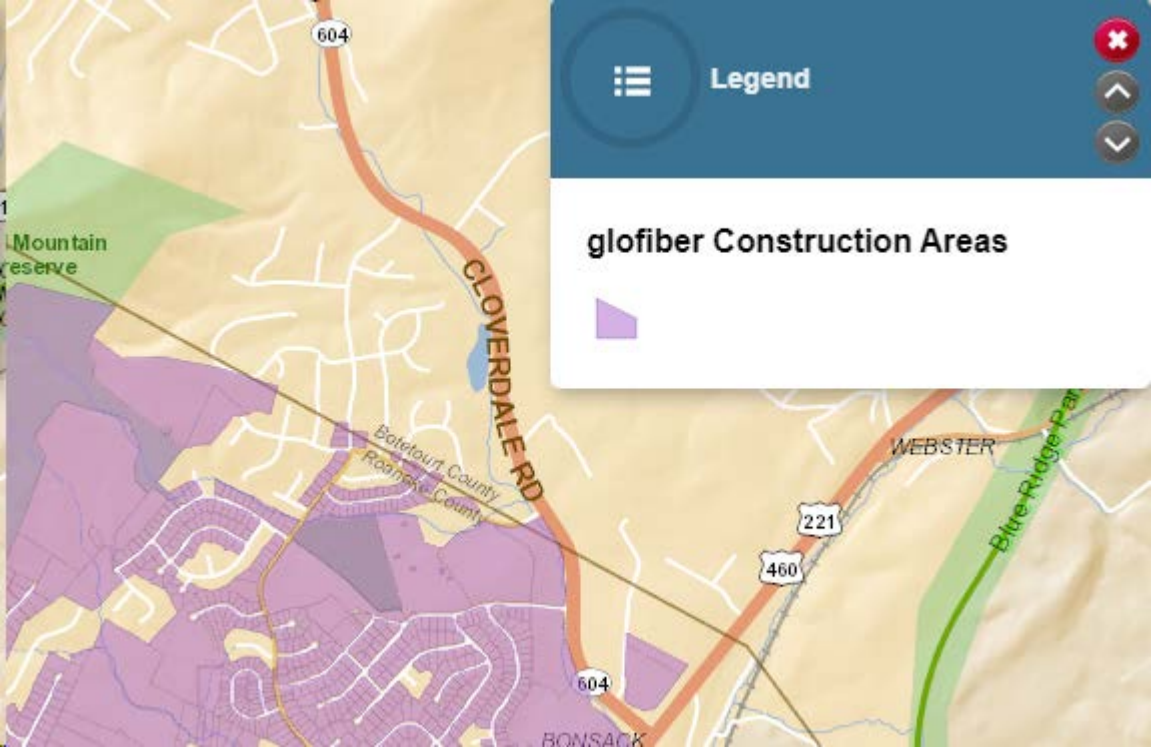 604
Legend
glofiber Construction Areas
1
Mountain
reserve
CLOVERDALE RD
Botetourt County
Roanoke County
WEBSTER
Blue Ridge Par
221
460
604
BONSACK